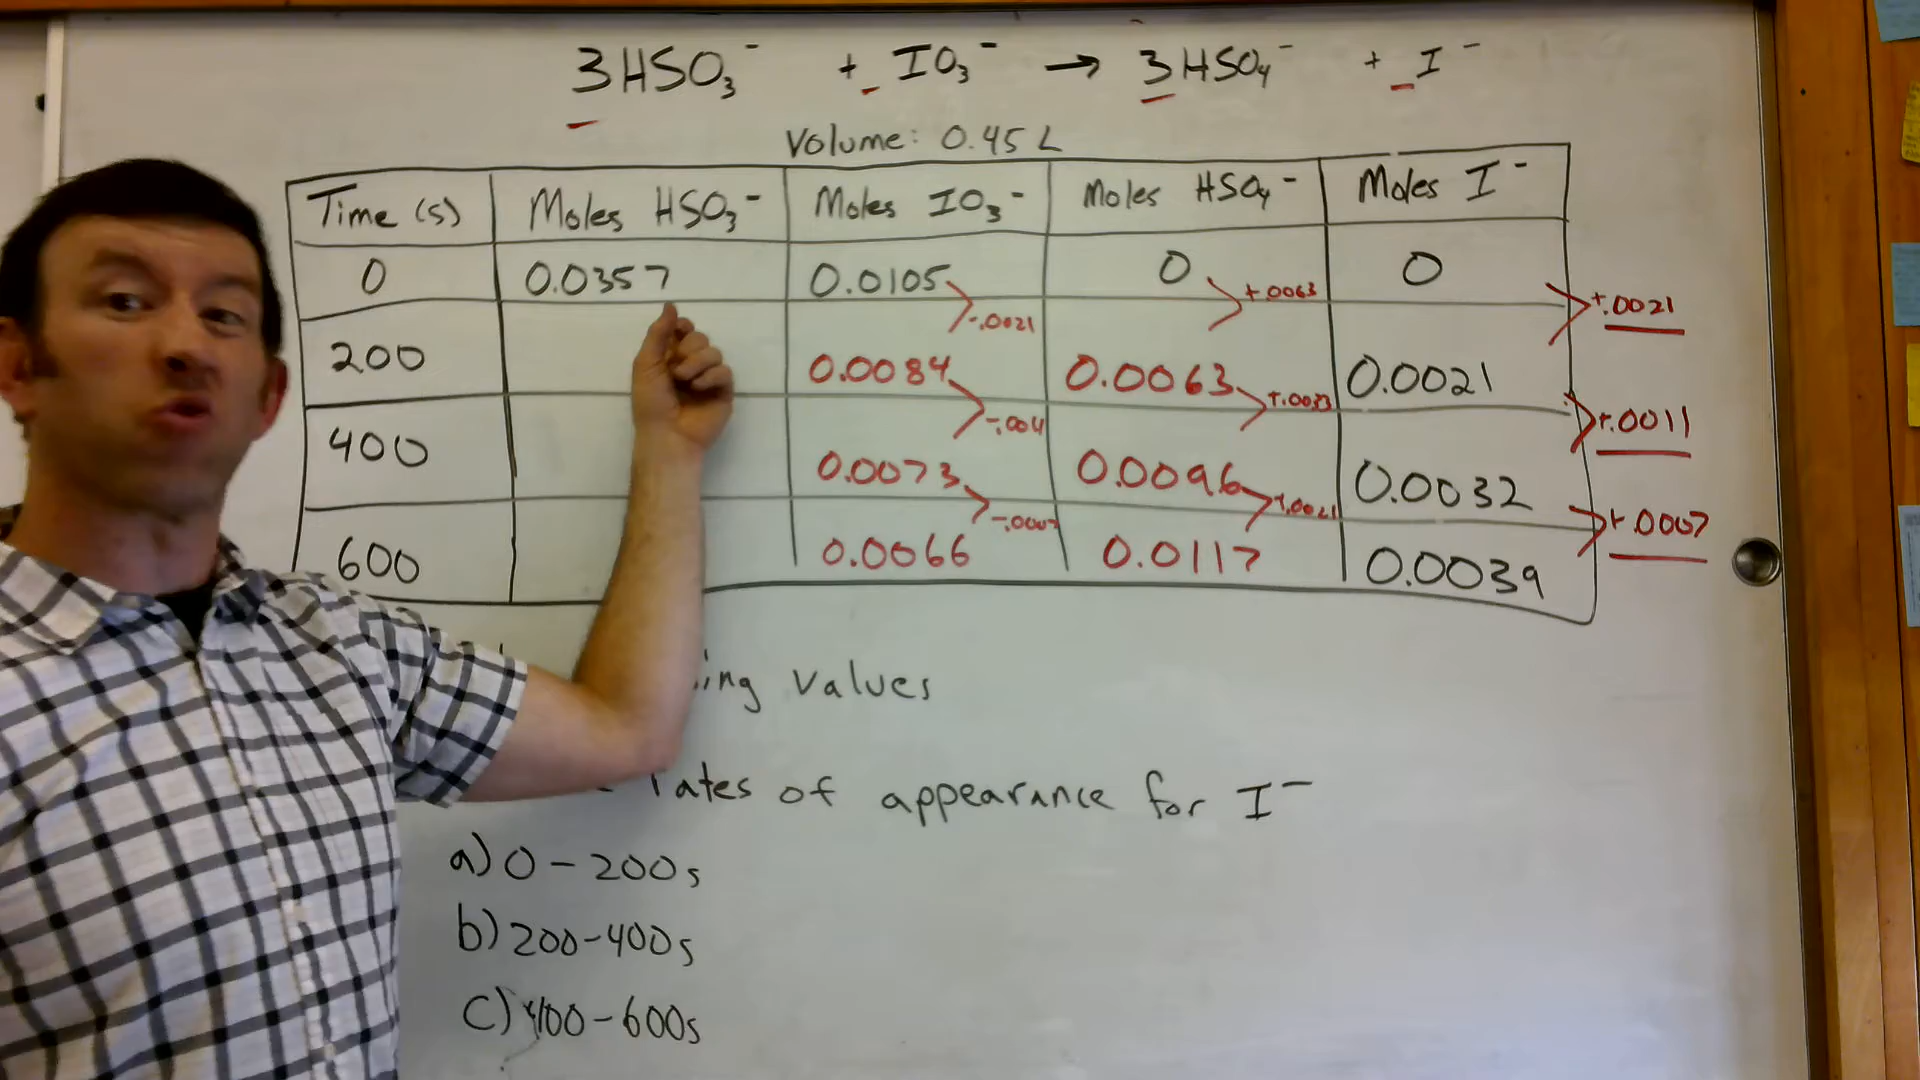 3HSO₃⁻ + _ IO₃⁻ → 3HSO₄⁻ + _ I⁻
Volume: 0.45 L
Time (s) Moles HSO₃⁻ Moles IO₃⁻ Moles HSO₄⁻ Moles I⁻
0 0.0357 0.0105 0 0
-.0021 +.0063 +.0021
200 0.0084 0.0063 0.0021
-.0011 +.0033 +.0011
400 0.0073 0.0096 0.0032
-.0007 +.0021 +.0007
600 0.0066 0.0117 0.0039
values
rates of appearance for I⁻
a) 0-200s
b) 200-400s
c) 400-600s